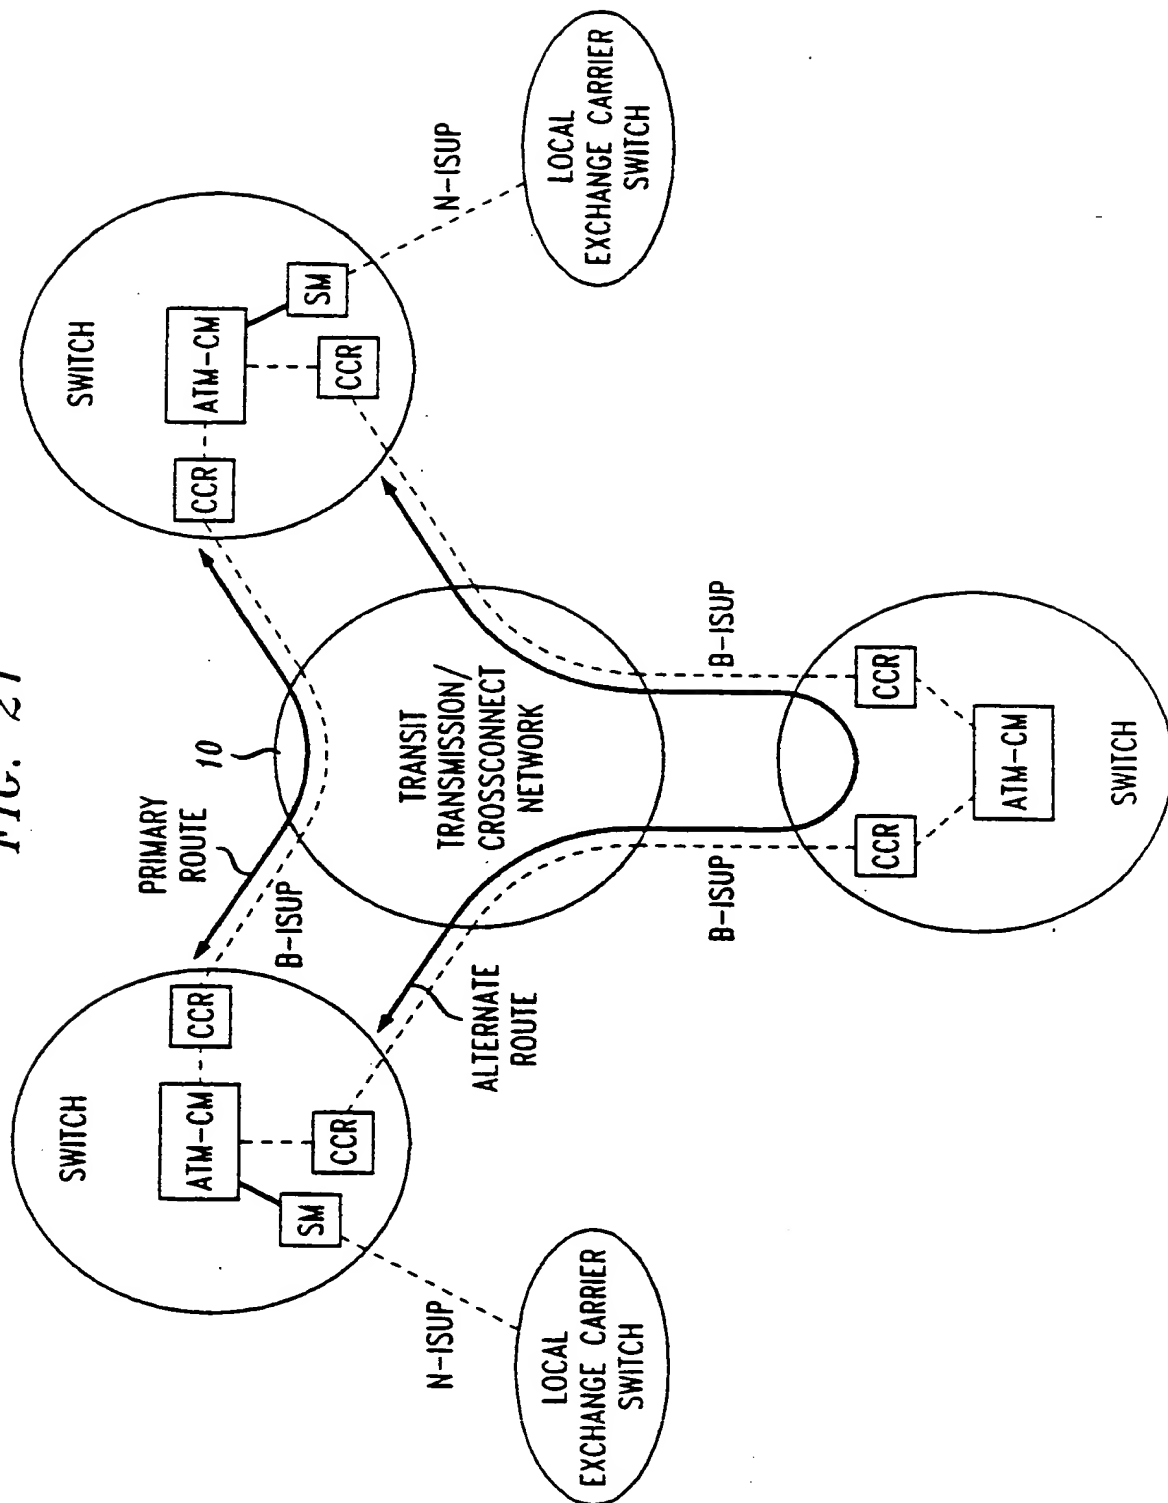 FIG.
SWITCH
SWITCH
PRIMARY
ROUTE
10
ATM-CM
CCR
CCR
ATM-CM
B-ISUP
SM
CCR
CCR
SM
N-ISUP
N-ISUP
TRANSIT
TRANSMISSION/
CROSSCONNECT
NETWORK
ALTERNATE
ROUTE
LOCAL
EXCHANGE CARRIER
SWITCH
LOCAL
EXCHANGE CARRIER
SWITCH
B-ISUP
B-ISUP
CCR
CCR
ATM-CM
SWITCH